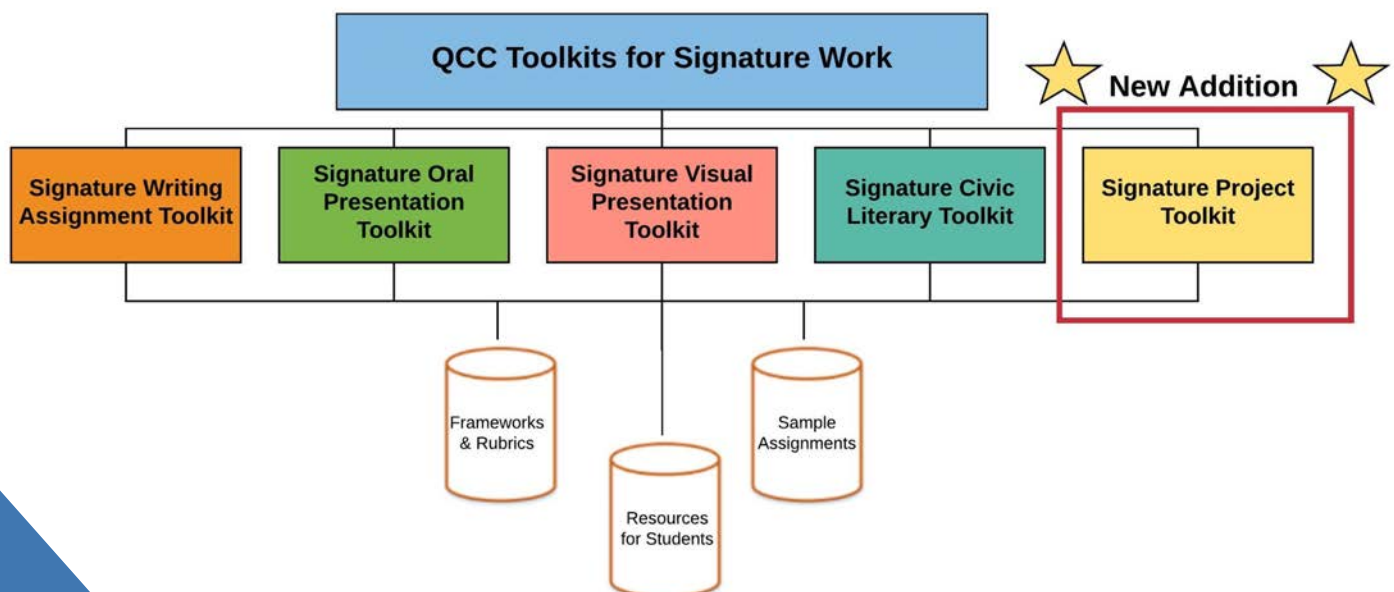 QCC Toolkits for Signature Work
New Addition
Signature Writing
Assignment Toolkit
Signature Oral
Presentation
Toolkit
Signature Visual
Presentation
Toolkit
Signature Civic
Literary Toolkit
Signature Project
Toolkit
Frameworks
& Rubrics
Resources
for Students
Sample
Assignments